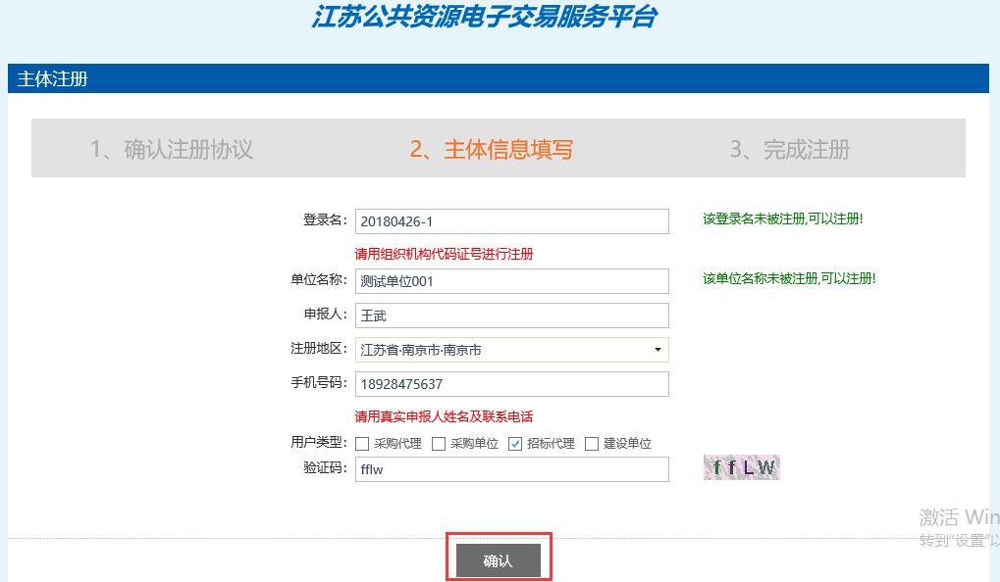 江苏公共资源电子交易服务平台
主体注册
1、确认注册协议 2、主体信息填写 3、完成注册
登录名: 20180426-1 该登录名未被注册,可以注册!
请用组织机构代码证号进行注册
单位名称: 测试单位001 该单位名称未被注册,可以注册!
申报人: 王武
注册地区: 江苏省·南京市·南京市
手机号码: 18928475637
请用真实申报人姓名及联系电话
用户类型: 采购代理 采购单位 招标代理 建设单位
验证码: fflw ffLW
激活 Win
转到"设置"以
确认